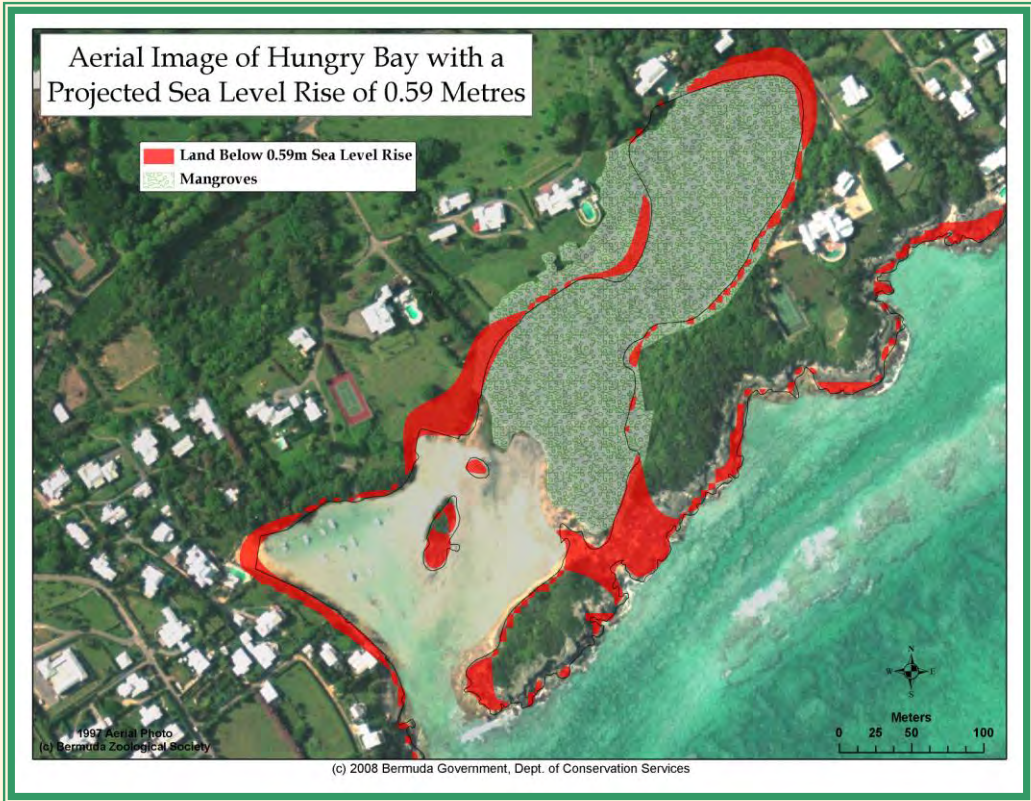 Aerial Image of Hungry Bay with a
Projected Sea Level Rise of 0.59 Metres
Land Below 0.59m Sea Level Rise
Mangroves
N
W E
S
Meters
0 25 50 100
1997 Aerial Photo
(c) Bermuda Zoological Society
(c) 2008 Bermuda Government, Dept. of Conservation Services